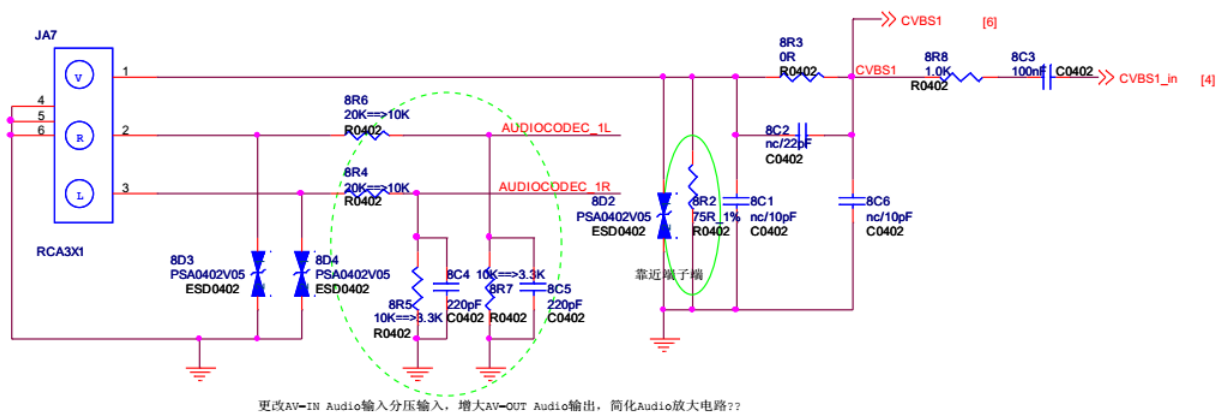 CVBS1 [6]
JA7
8R3
0R
R0402
CVBS1
8R8
1.0K
R0402
8C3
100nF
C0402
CVBS1_in [4]
V
1
4
5
6
8R6
20K==>10K
R0402
2
R
AUDIOCODEC_1L
8C2
nc/22pF
C0402
8R4
20K==>10K
R0402
3
L
AUDIOCODEC_1R
8D2
PSA0402V05
ESD0402
8R2
75R_1%
R0402
8C1
nc/10pF
C0402
8C6
nc/10pF
C0402
RCA3X1
8D3
PSA0402V05
ESD0402
8D4
PSA0402V05
ESD0402
靠近端子端
8C4
220pF
C0402
10K==>3.3K
8R7
R0402
8C5
220pF
C0402
8R5
10K==>3.3K
R0402
更改AV-IN Audio输入分压输入，增大AV-OUT Audio输出，简化Audio放大电路??